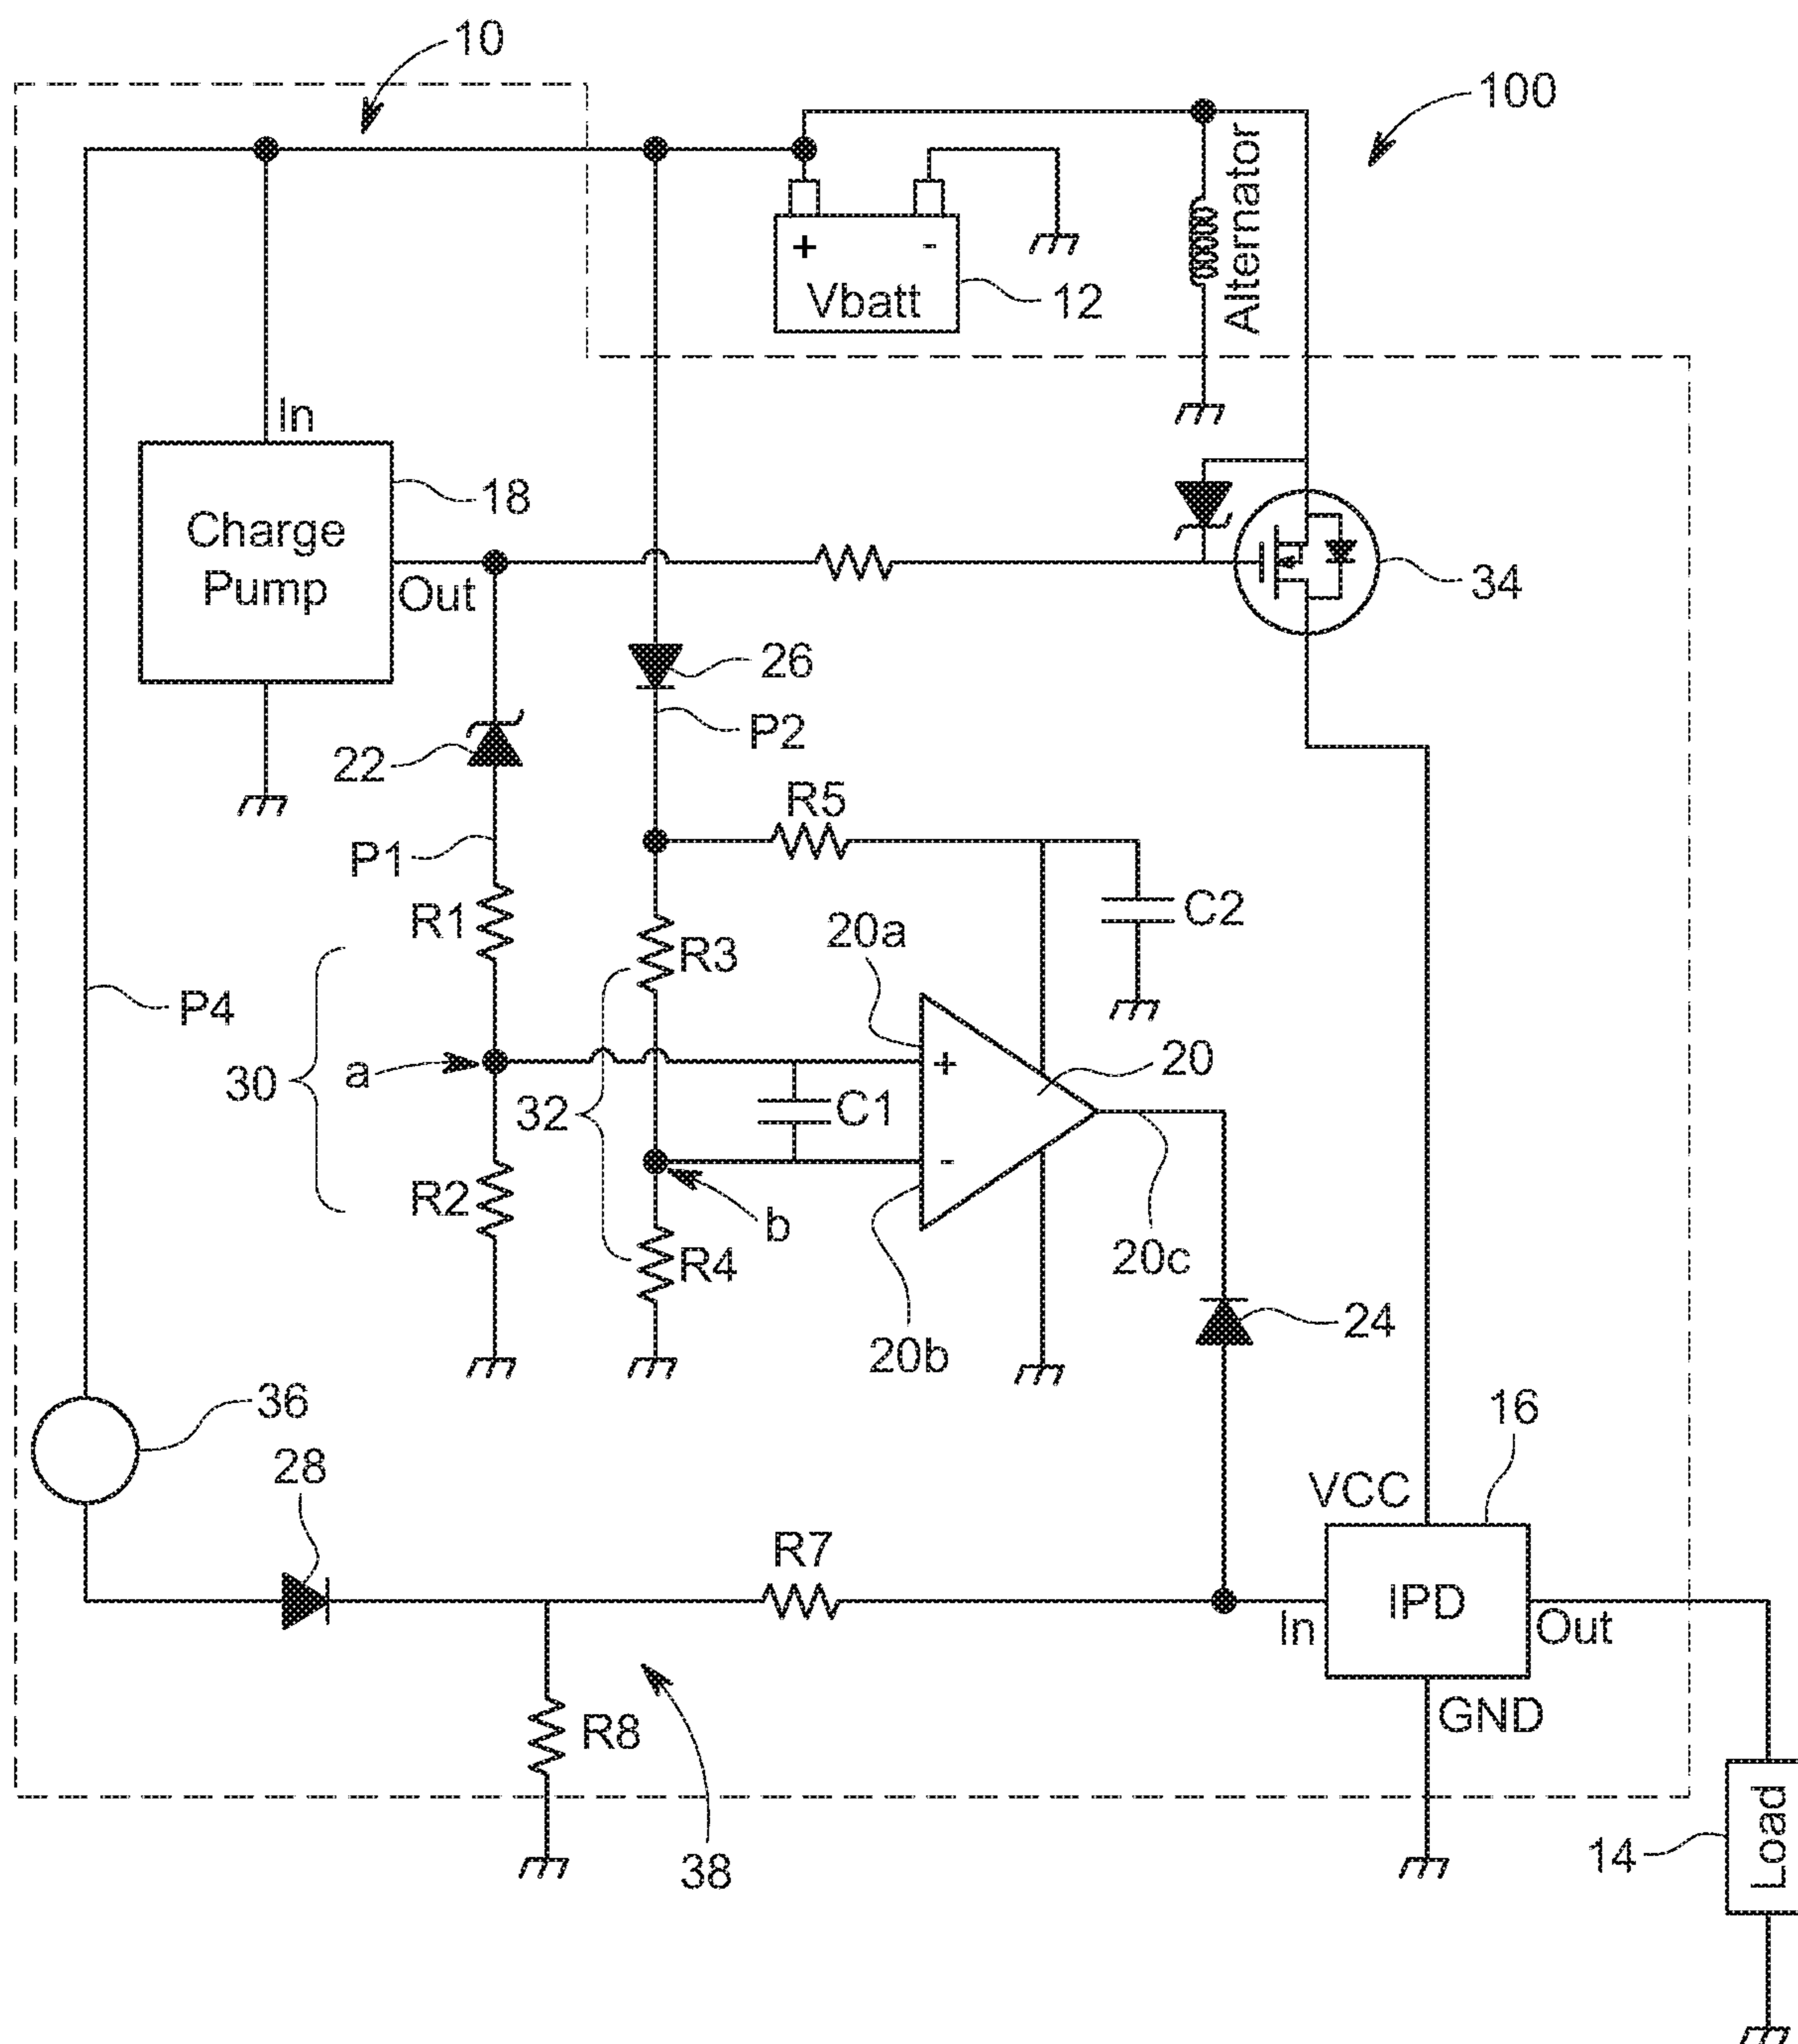 10
100
+ -
Vbatt
12
Alternator
In
18
Charge
Pump
Out
34
26
P2
22
R5
P1
R1
C2
20a
R3
P4
+
20
a
30
C1
32
-
R2
b
20c
R4
24
20b
36
16
28
VCC
R7
IPD
In
Out
GND
R8
Load
14
38